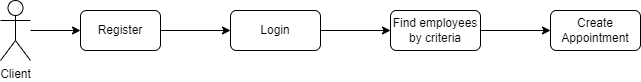 Register
Login
Find employees
by criteria
Create
Appointment
Client